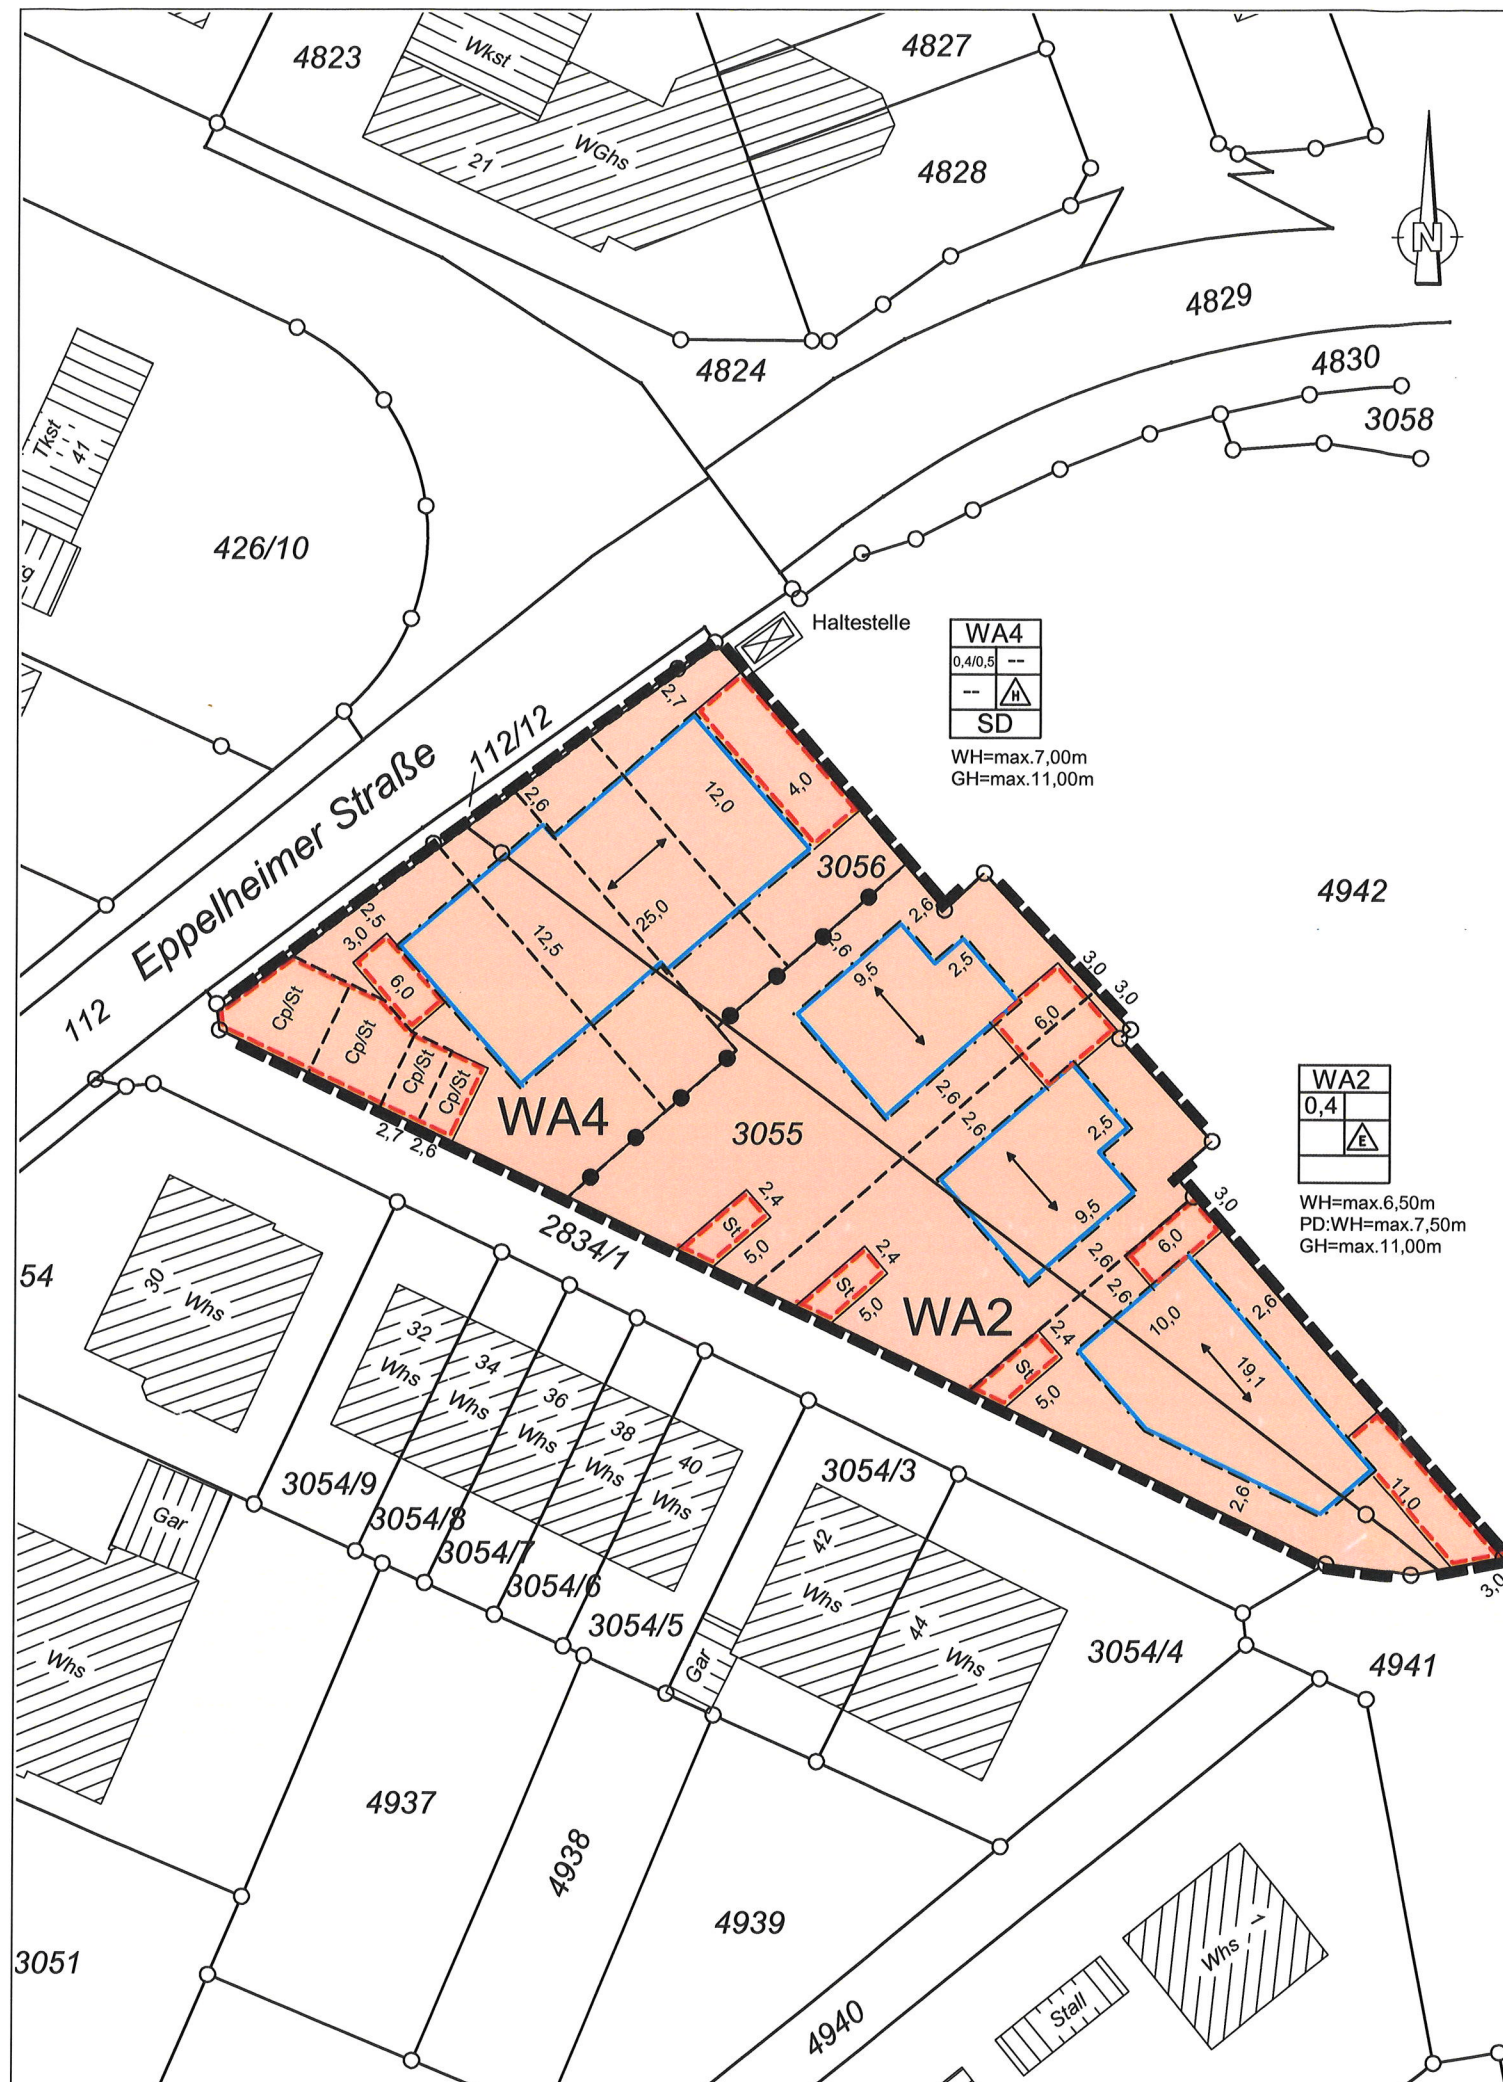 4823
Wkst
4827
21
WGhs
4828
N
4829
4824
4830
3058
Tkst
41
426/10
g
Haltestelle
WA4
0,4/0,5 --
-- H
SD
WH=max.7,00m
GH=max.11,00m
Eppelheimer Straße
112/12
112
2,7
4,0
12,0
2,6
3056
4942
25,0
12,5
2,5
3,0
6,0
Cp/St
Cp/St
Cp/St
Cp/St
2,7
2,6
WA4
2,6
2,6
9,5
2,5
3,0
3,0
6,0
2,6
2,6
2,5
9,5
3055
WA2
0,4
E
WH=max.6,50m
PD:WH=max.7,50m
GH=max.11,00m
2834/1
2,4
St
5,0
2,4
St
5,0
WA2
2,4
St
5,0
3,0
6,0
2,6
2,6
10,0
2,6
19,1
2,6
11,0
3,0
54
30
Whs
32
Whs
34
Whs
36
Whs
38
Whs
40
Whs
3054/9
3054/8
3054/7
3054/6
3054/5
3054/3
Gar
42
Whs
44
Whs
Gar
3054/4
4941
Whs
4937
4938
4939
3051
4940
Whs
1
Stall